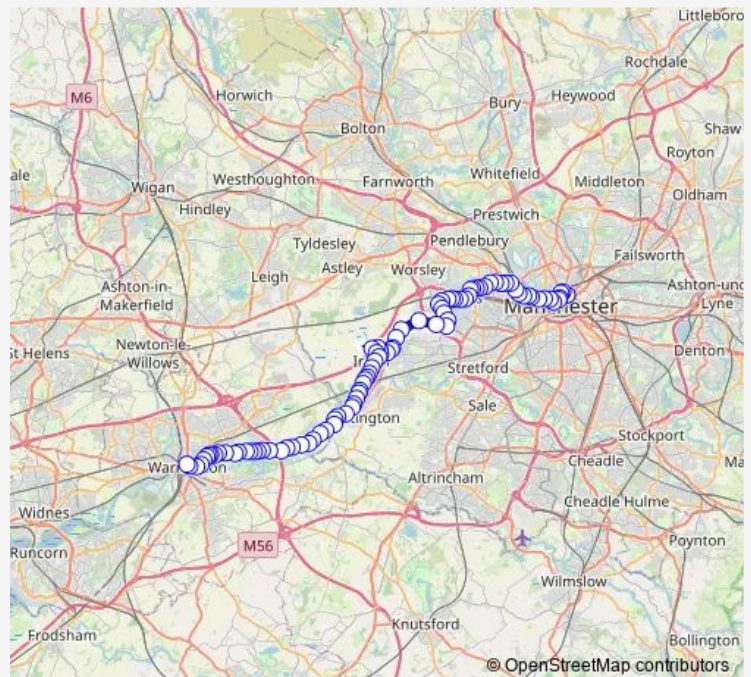 Littleboro
Rochdale
M6
Horwich
Bury
Heywood
Bolton
Shaw
Royton
ale
Wigan
Westhoughton
Farnworth
Whitefield
Middleton
Oldham
Hindley
Prestwich
Tyldesley
Pendlebury
Failsworth
Leigh
Astley
Worsley
Ashton-in-
Makerfield
Ashton-und
Lyne
Manchester
St Helens
Newton-le-
Willows
Denton
Stretford
Sale
Stockport
Cheadle
Altrincham
Widnes
Cheadle Hulme
Poynton
M56
Runcorn
Wilmslow
Knutsford
Frodsham
Bollington
© OpenStreetMap contributors